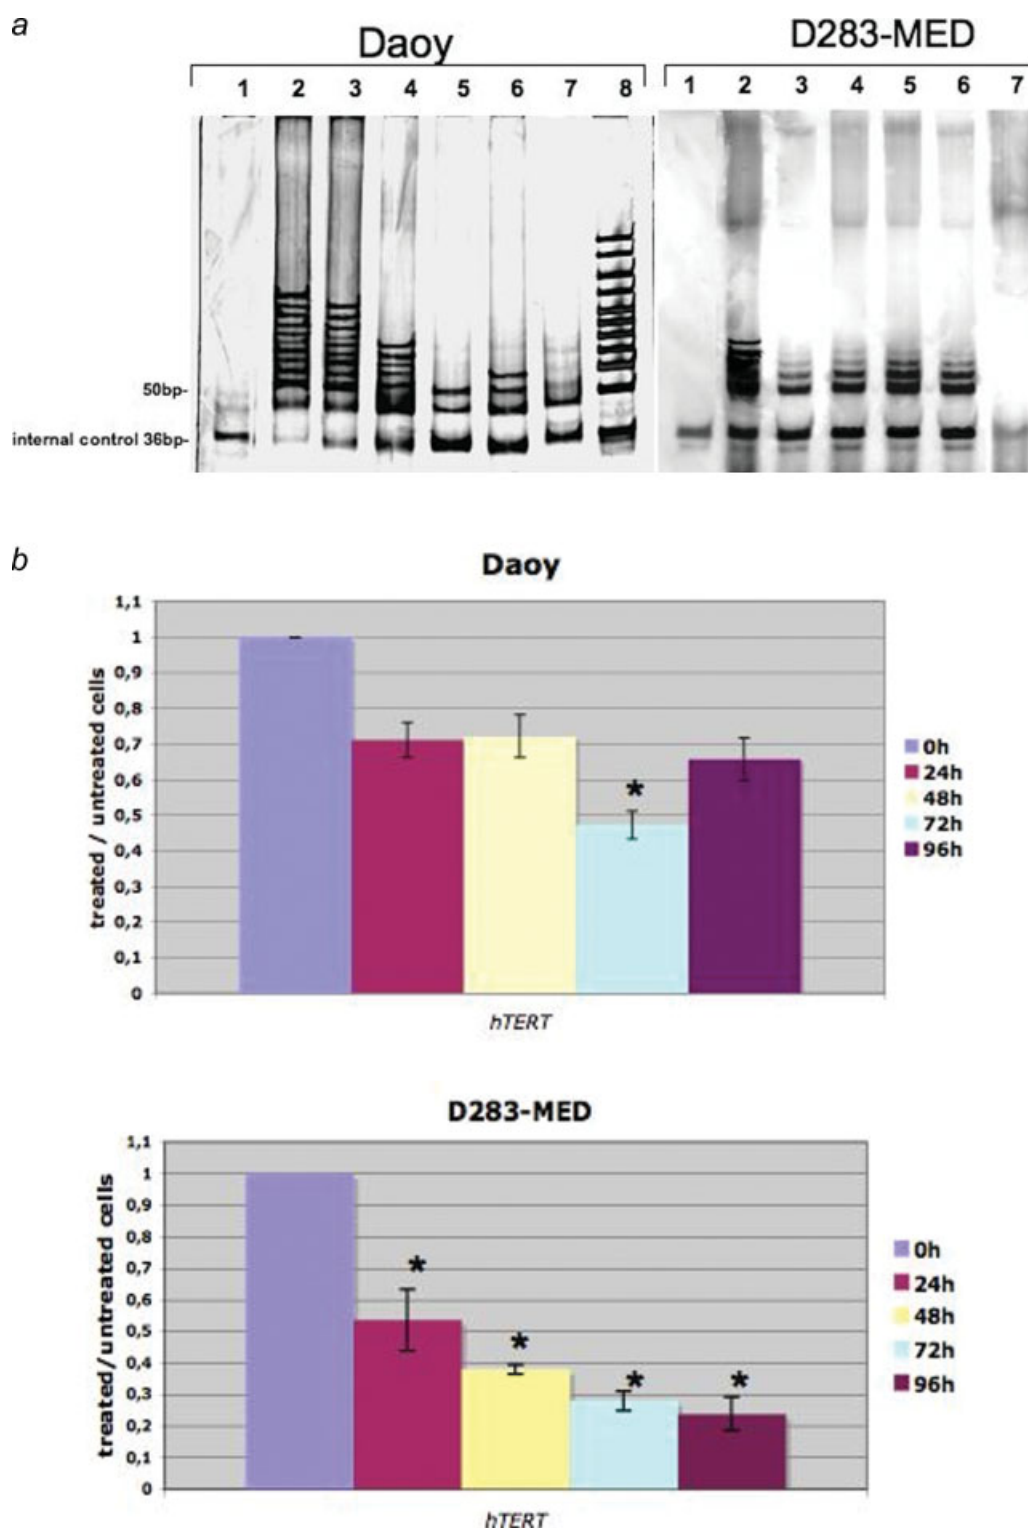 a
Daoy
D283-MED
1 2 3 4 5 6 7 8
1 2 3 4 5 6 7
50bp-
internal control 36bp-
b
Daoy
1,1
1
0,9
0,8
0,7
0,6
0,5
0,4
0,3
0,2
0,1
0
treated / untreated cells
*
0h
24h
48h
72h
96h
hTERT
D283-MED
1,1
1
0,9
0,8
0,7
0,6
0,5
0,4
0,3
0,2
0,1
0
treated/untreated cells
*
*
*
*
0h
24h
48h
72h
96h
hTERT